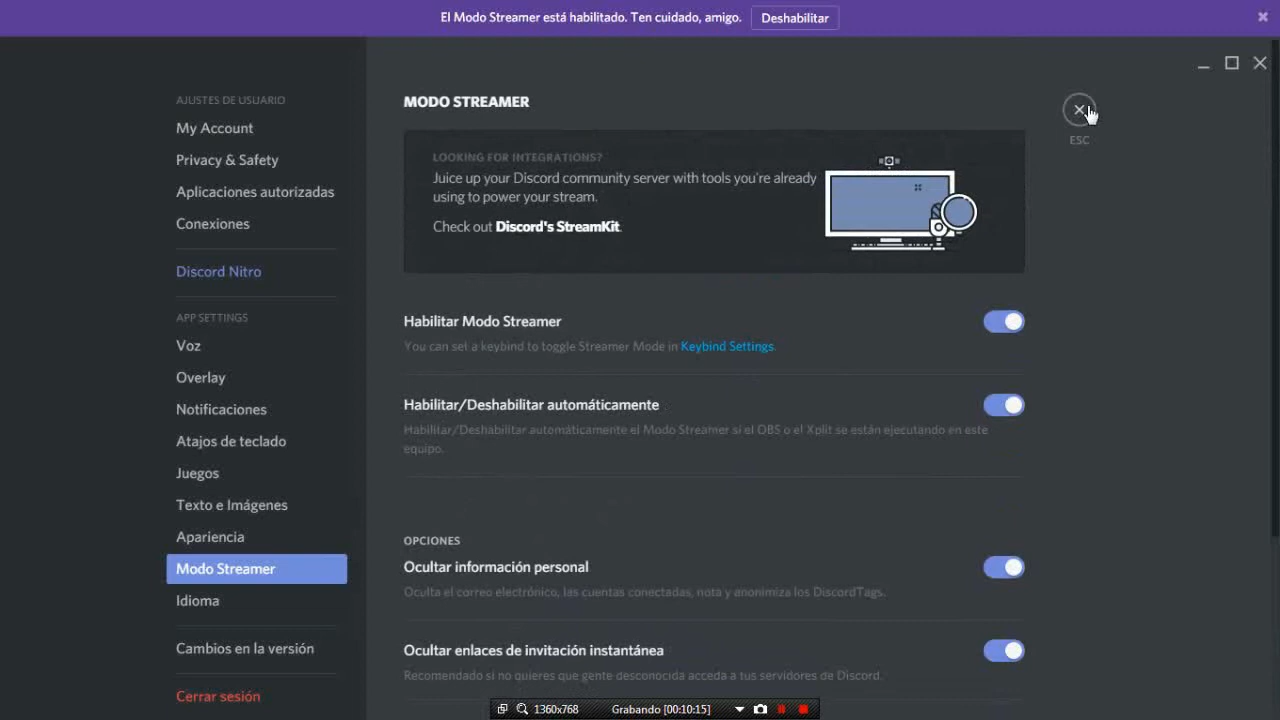 El Modo Streamer está habilitado. Ten cuidado, amigo.
Deshabilitar
AJUSTES DE USUARIO
My Account
Privacy & Safety
Aplicaciones autorizadas
Conexiones
Discord Nitro
APP SETTINGS
Voz
Overlay
Notificaciones
Atajos de teclado
Juegos
Texto e Imágenes
Apariencia
Modo Streamer
Idioma
Cambios en la versión
Cerrar sesión
MODO STREAMER
ESC
LOOKING FOR INTEGRATIONS?
Juice up your Discord community server with tools you're already
using to power your stream.
Check out Discord's StreamKit.
Habilitar Modo Streamer
You can set a keybind to toggle Streamer Mode in Keybind Settings.
Habilitar/Deshabilitar automáticamente
Habilitar/Deshabilitar automáticamente el Modo Streamer si el OBS o el Xplit se están ejecutando en este
equipo.
OPCIONES
Ocultar información personal
Oculta el correo electrónico, las cuentas conectadas, nota y anonimiza los DiscordTags.
Ocultar enlaces de invitación instantánea
Recomendado si no quieres que gente desconocida acceda a tus servidores de Discord.
1360x768 Grabando [00:10:15]